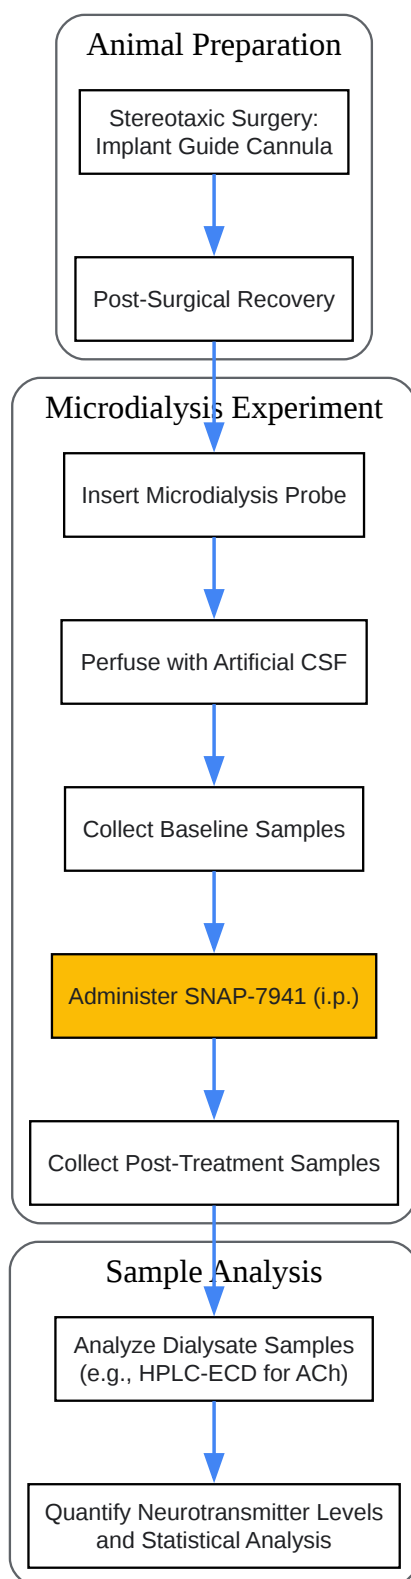 Animal Preparation
Stereotaxic Surgery:
Implant Guide Cannula
Post-Surgical Recovery
Microdialysis Experiment
Insert Microdialysis Probe
Perfuse with Artificial CSF
Collect Baseline Samples
Administer SNAP-7941 (i.p.)
Collect Post-Treatment Samples
Sample Analysis
Analyze Dialysate Samples
(e.g., HPLC-ECD for ACh)
Quantify Neurotransmitter Levels
and Statistical Analysis